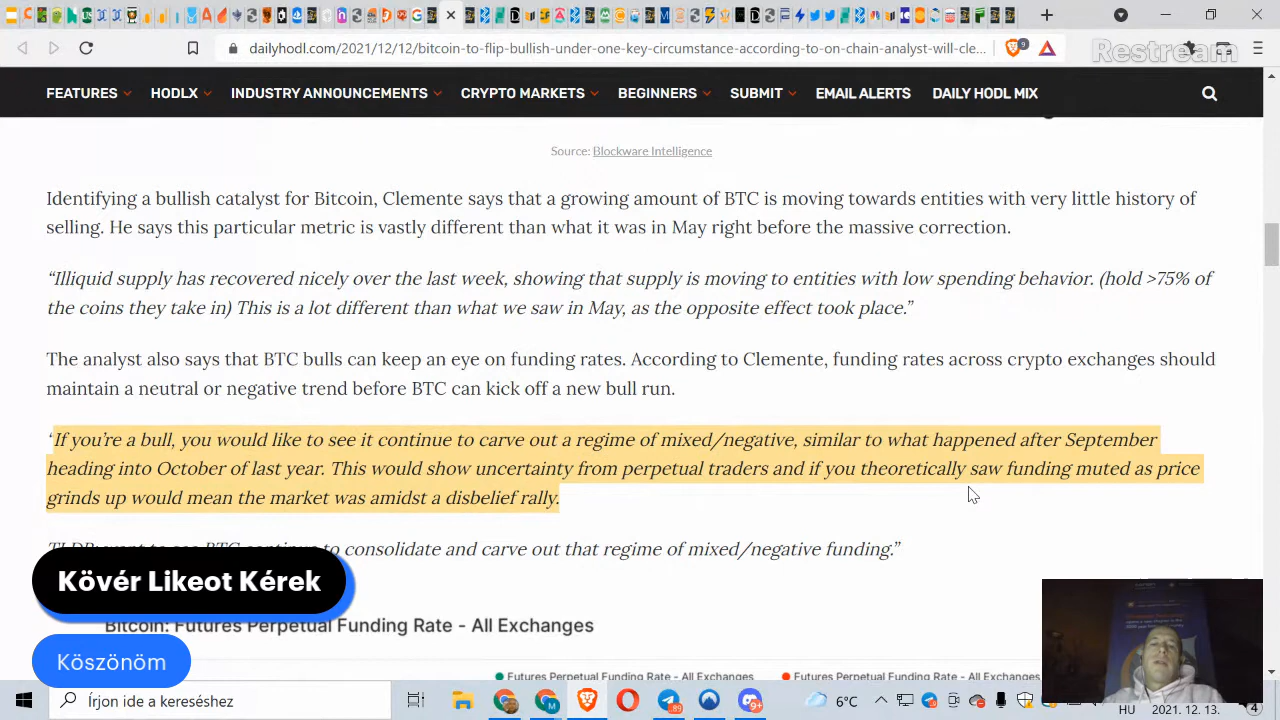 dailyhodl.com/2021/12/12/bitcoin-to-flip-bullish-under-one-key-circumstance-according-to-on-chain-analyst-will-cle...
9
Restream
FEATURES HODLX INDUSTRY ANNOUNCEMENTS CRYPTO MARKETS BEGINNERS SUBMIT EMAIL ALERTS DAILY HODL MIX
Source: Blockware Intelligence
Identifying a bullish catalyst for Bitcoin, Clemente says that a growing amount of BTC is moving towards entities with very little history of
selling. He says this particular metric is vastly different than what it was in May right before the massive correction.
“Illiquid supply has recovered nicely over the last week, showing that supply is moving to entities with low spending behavior. (hold >75% of
the coins they take in) This is a lot different than what we saw in May, as the opposite effect took place.”
The analyst also says that BTC bulls can keep an eye on funding rates. According to Clemente, funding rates across crypto exchanges should
maintain a neutral or negative trend before BTC can kick off a new bull run.
“If you’re a bull, you would like to see it continue to carve out a regime of mixed/negative, similar to what happened after September
heading into October of last year. This would show uncertainty from perpetual traders and if you theoretically saw funding muted as price
grinds up would mean the market was amidst a disbelief rally.
TLDR: want to see BTC continue to consolidate and carve out that regime of mixed/negative funding.”
Kövér Likeot Kérek
Bitcoin: Futures Perpetual Funding Rate - All Exchanges
Köszönöm
Futures Perpetual Funding Rate - All Exchanges Futures Perpetual Funding Rate - All Exchanges
Írjon ide a kereséshez
M
89
9+
6°C
HU
2021. 12. 13.
4